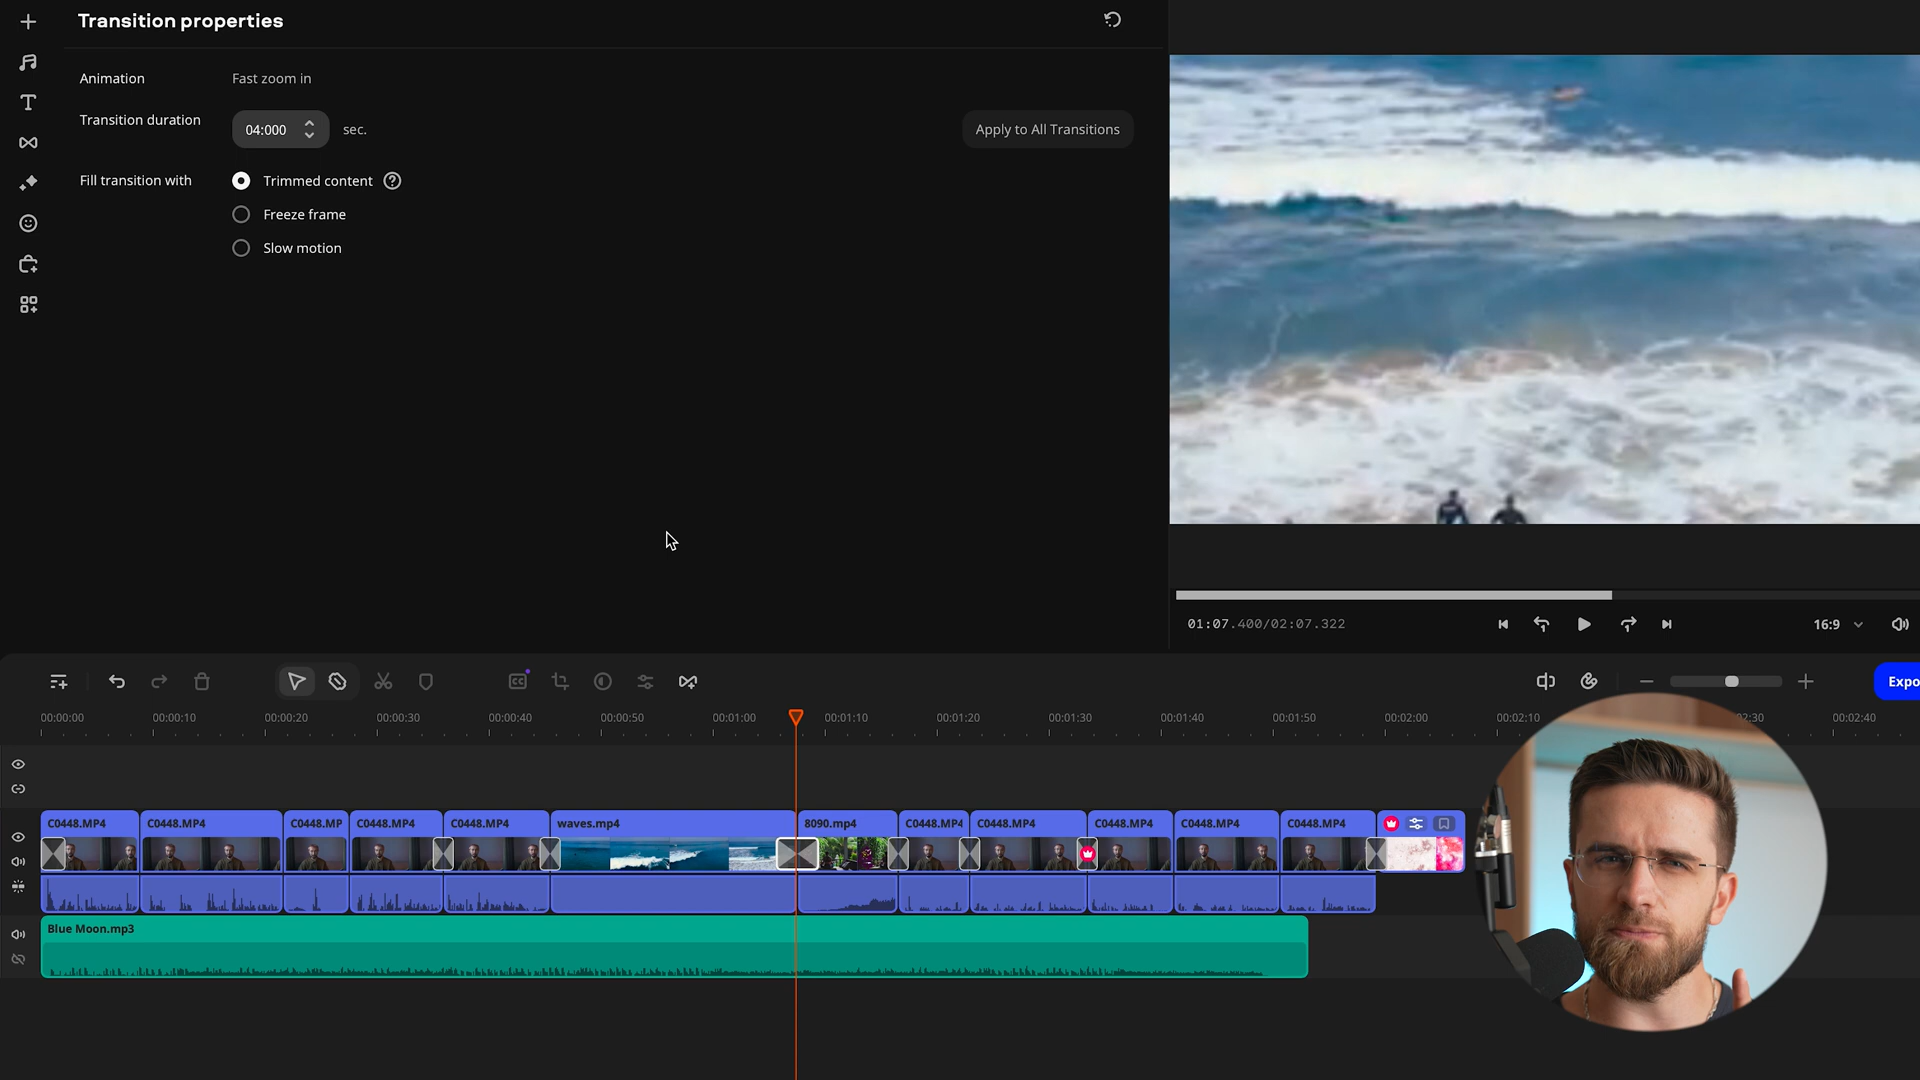 Transition properties
Animation
Fast zoom in
Transition duration
04:000
sec.
Apply to All Transitions
Fill transition with
Trimmed content
?
Freeze frame
Slow motion
01:07.400/02:07.322
16:9
CC
Expo
00:00:00
00:00:10
00:00:20
00:00:30
00:00:40
00:00:50
00:01:00
00:01:10
00:01:20
00:01:30
00:01:40
00:01:50
00:02:00
00:02:10
2:30
00:02:40
C0448.MP4
C0448.MP4
C0448.MP
C0448.MP4
C0448.MP4
waves.mp4
8090.mp4
C0448.MP4
C0448.MP4
C0448.MP4
C0448.MP4
C0448.MP4
Blue Moon.mp3